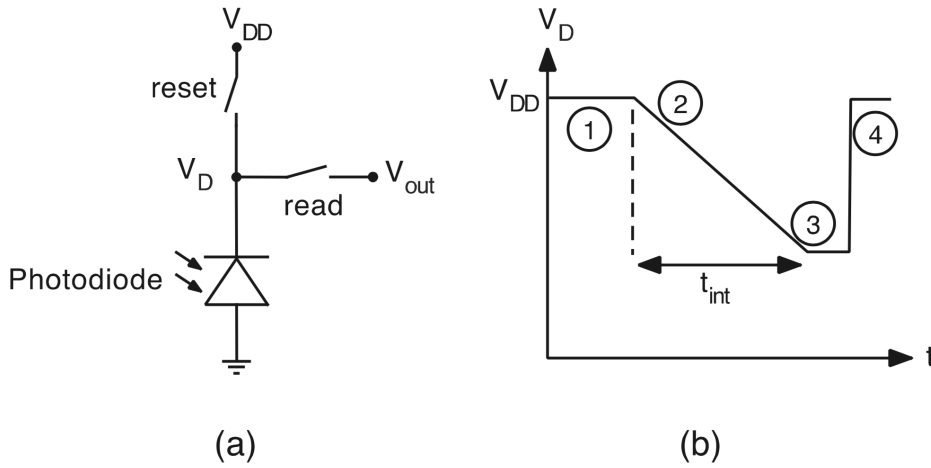 V_DD
reset
V_D
V_out
read
Photodiode
(a)
V_D
V_DD
1
2
3
4
t_int
t
(b)